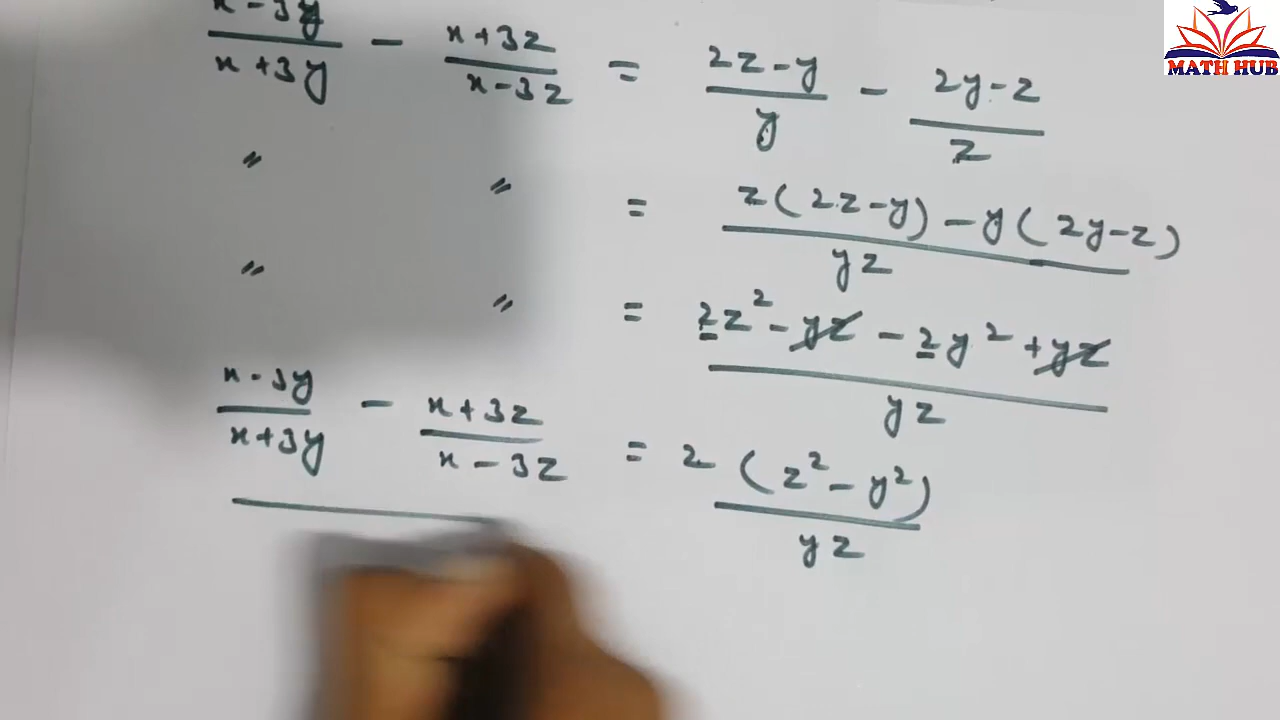 MATH HUB
x-3y/x+3y - x+3z/x-3z = 2z-y/y - 2y-z/z
〃 〃 = z(2z-y)-y(2y-z)/yz
〃 〃 = 2z²-yz-2y²+yz/yz
x-3y/x+3y - x+3z/x-3z = 2(z²-y²)/yz